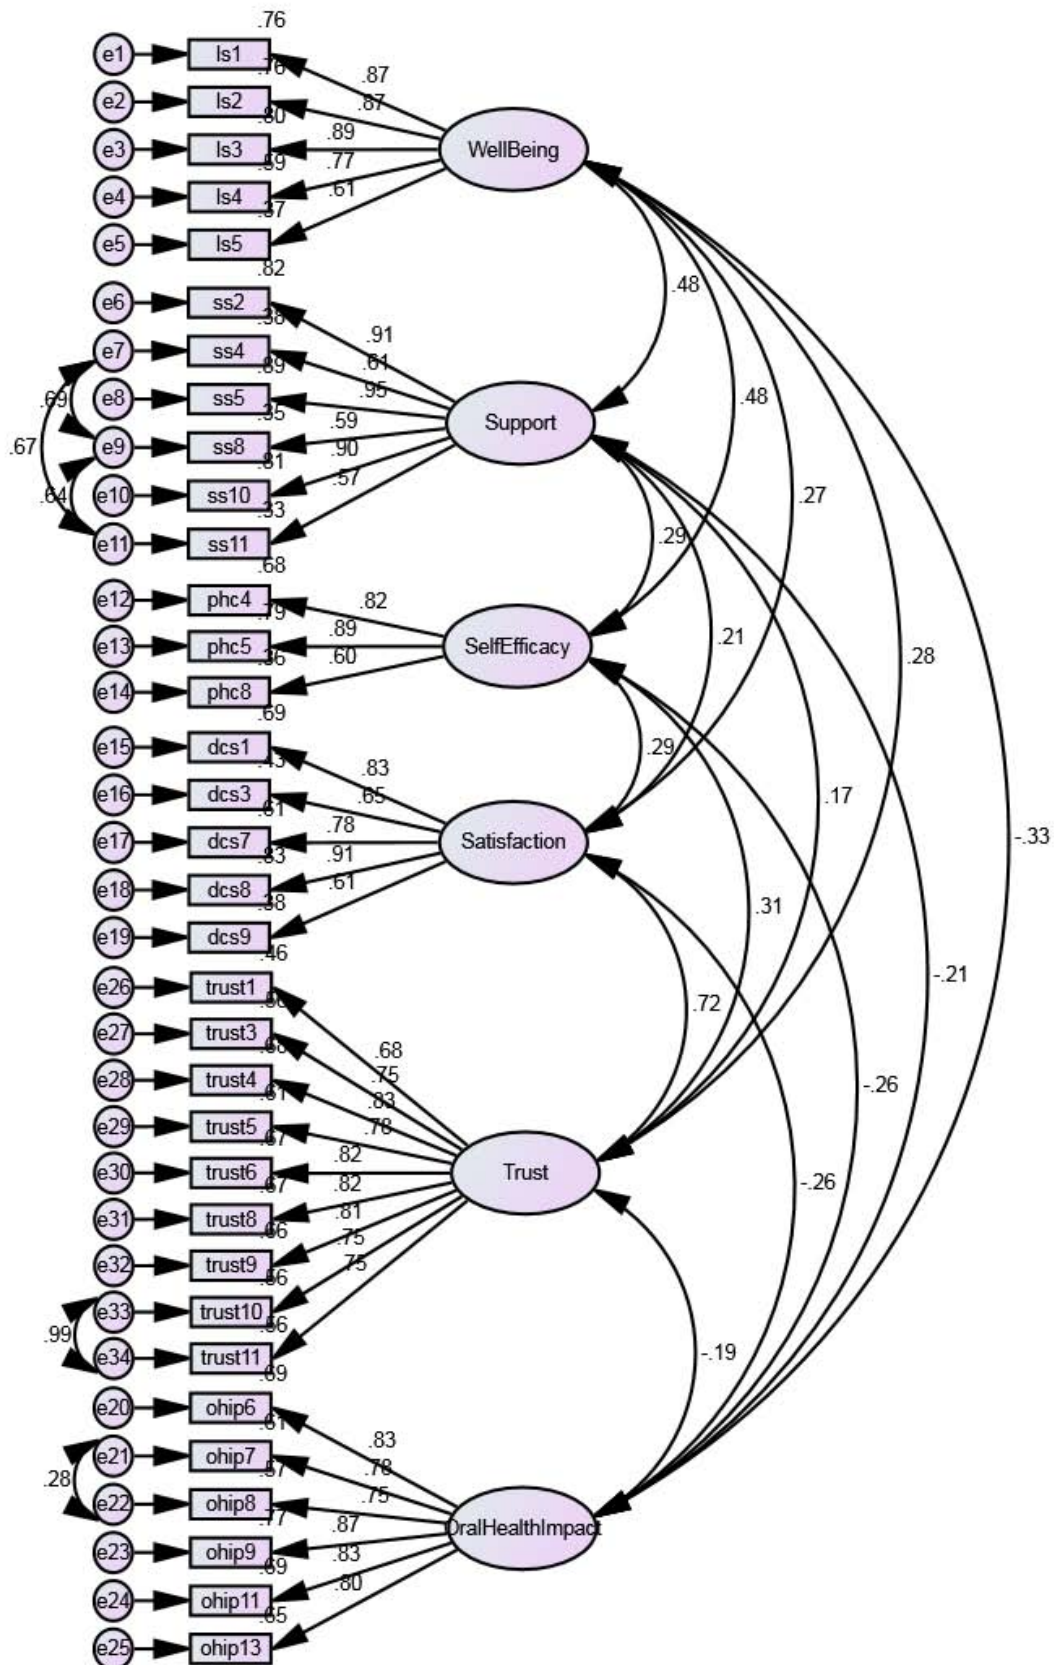 .76
e1 ls1
.76
.87
e2 ls2
.87
.80
e3 ls3
.89
WellBeing
.59
.77
e4 ls4
.61
.37
e5 ls5
.82
e6 ss2
.48
.38
.91
e7 ss4
.61
.89
.69
e8 ss5
.95
.48
.35
.59
Support
.67
e9 ss8
.90
.81
.57
.64
e10 ss10
.27
.33
e11 ss11
.29
.68
e12 phc4
.82
.79
.89
.21
e13 phc5
SelfEfficacy
.36
.60
.28
e14 phc8
.69
e15 dcs1
.29
.43
.83
e16 dcs3
.65
.17
.61
.78
-.33
e17 dcs7
Satisfaction
.83
.91
e18 dcs8
.61
.38
.31
e19 dcs9
.46
-.21
e26 trust1
.56
.72
e27 trust3
.68
.68
.75
e28 trust4
.83
-.26
.61
.78
e29 trust5
.67
.82
e30 trust6
Trust
-.26
.67
.82
e31 trust8
.81
.66
.75
e32 trust9
.75
.56
e33 trust10
.56
.99
-.19
e34 trust11
.69
e20 ohip6
.61
.83
e21 ohip7
.78
.57
.28
.75
e22 ohip8
.77
.87
OralHealthImpact
e23 ohip9
.83
.69
.80
e24 ohip11
.65
e25 ohip13